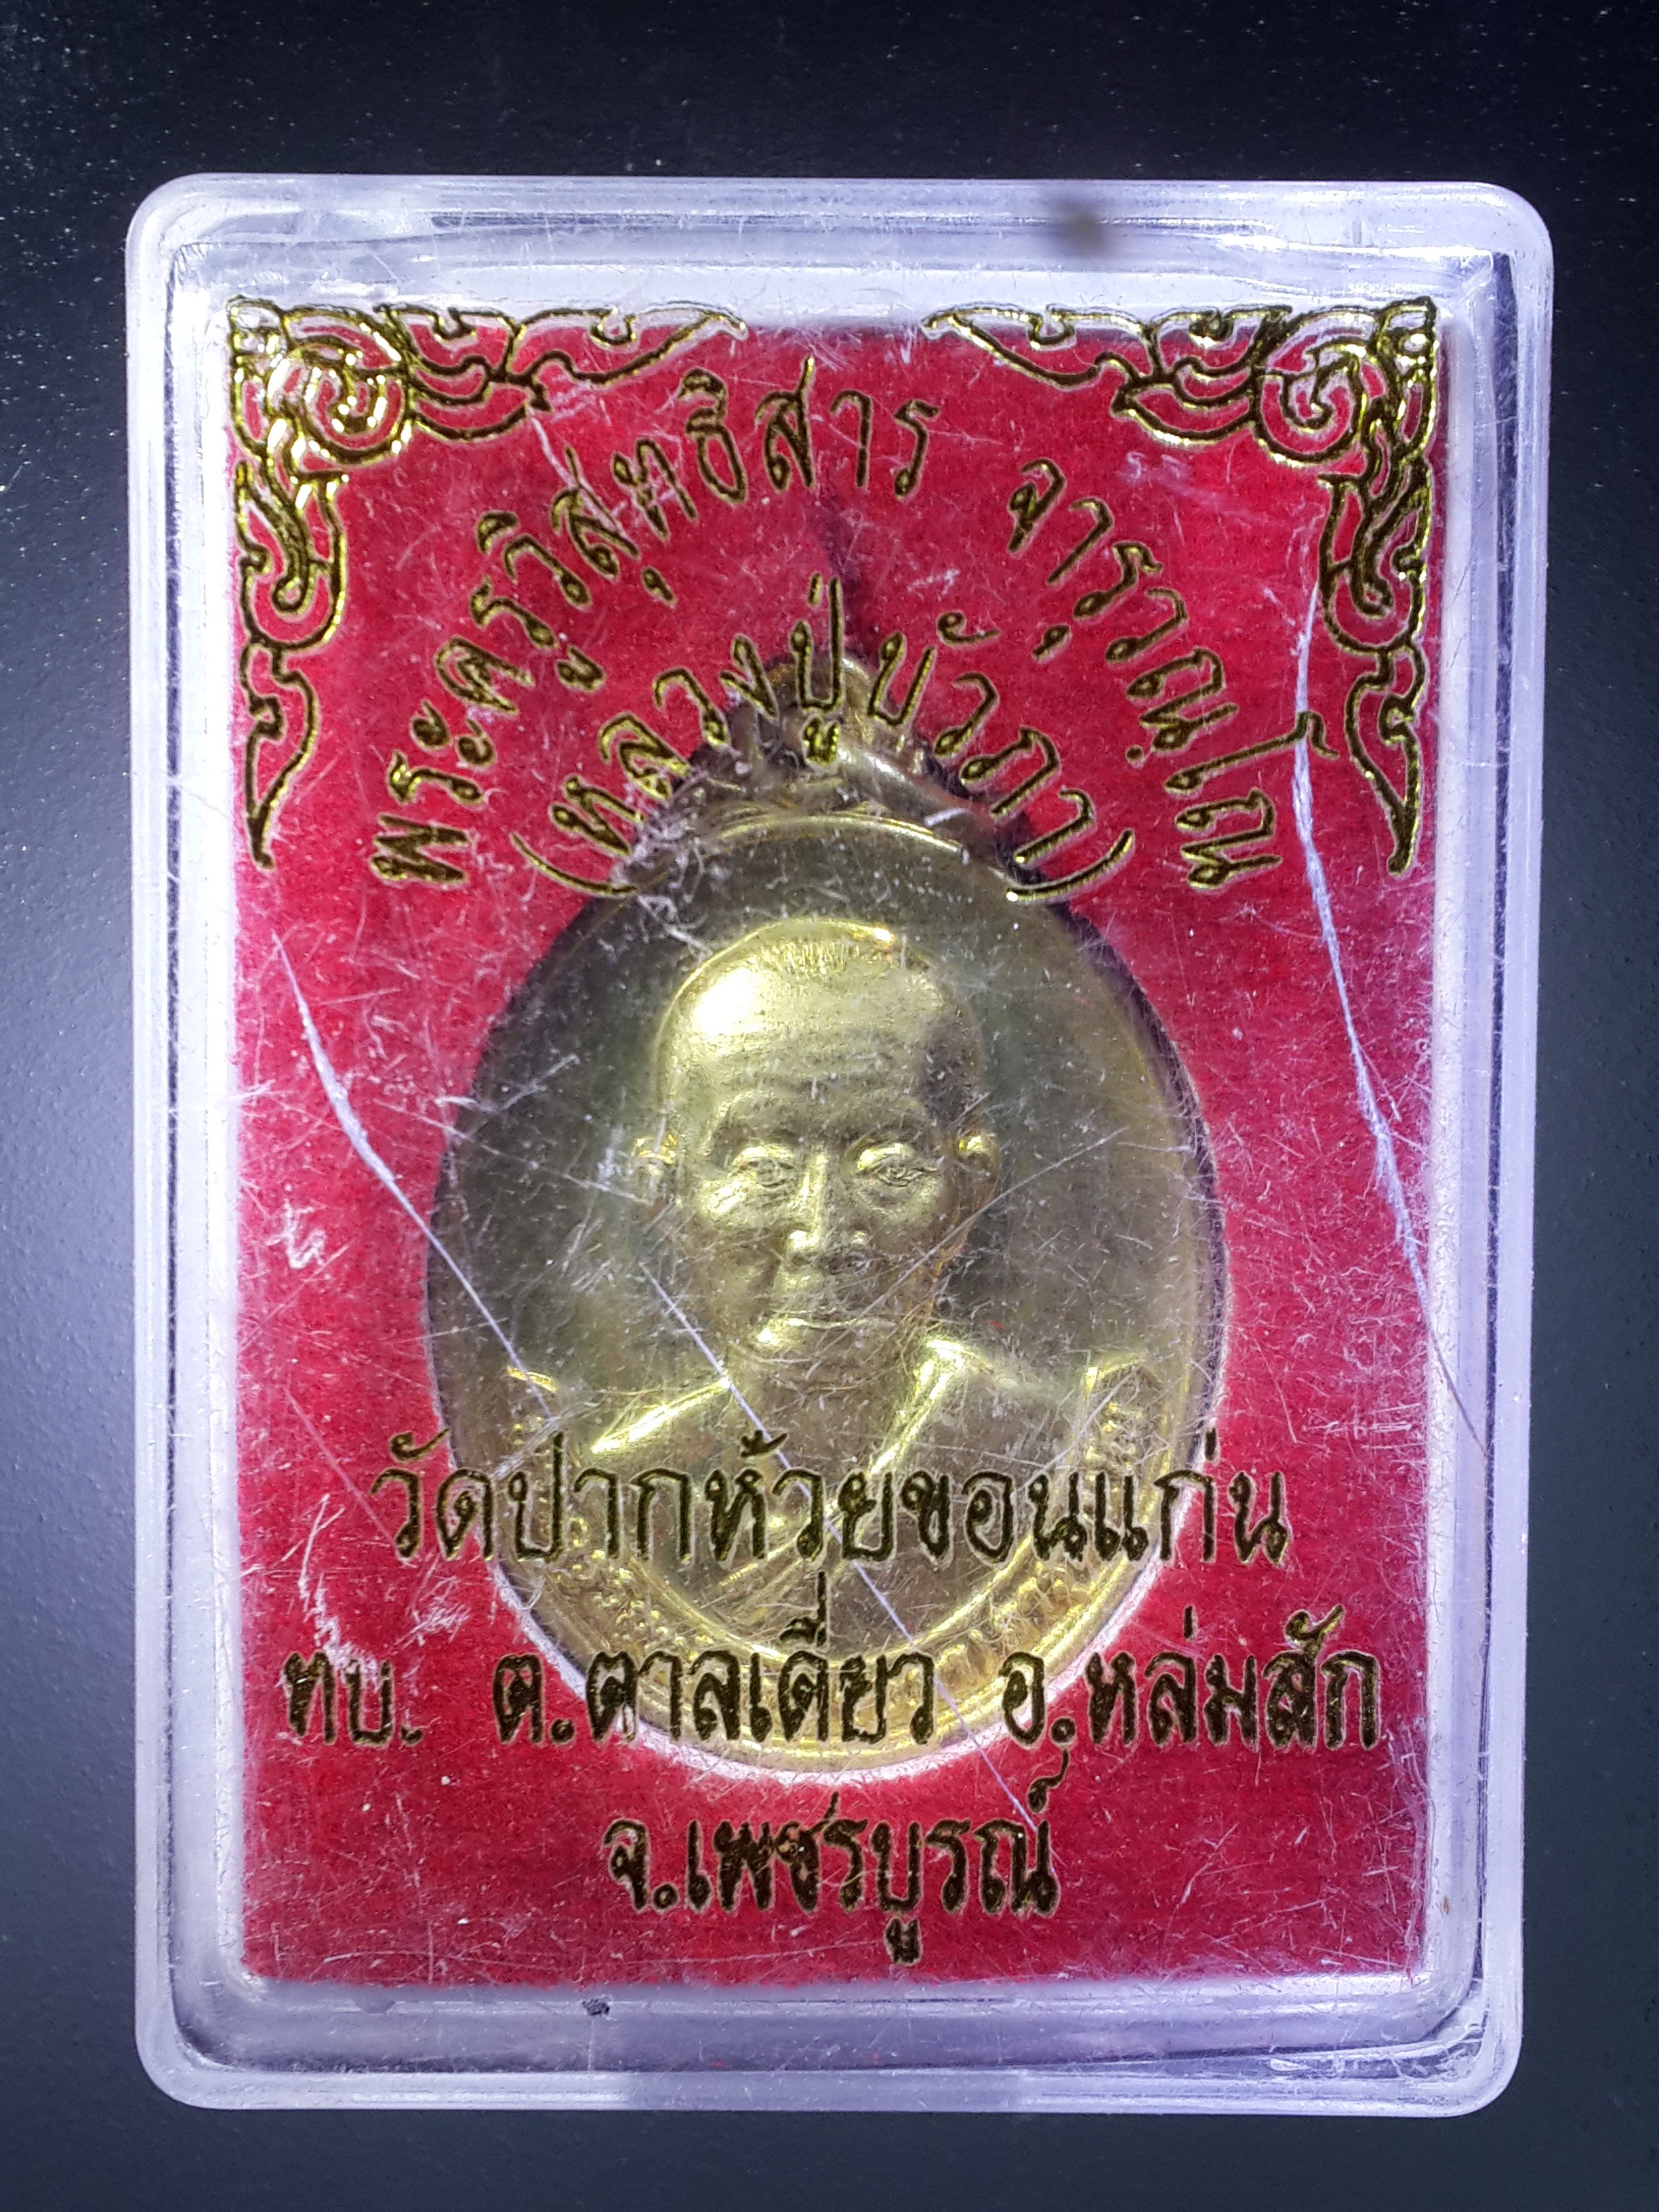 พระครูวิสุทธิสาร จารุวณฺโณ
(หลวงปู่บัวภา)
วัดปากห้วยขอนแก่น
ทบ. ต.ตาลเดี่ยว อ.หล่มสัก
จ.เพชรบูรณ์